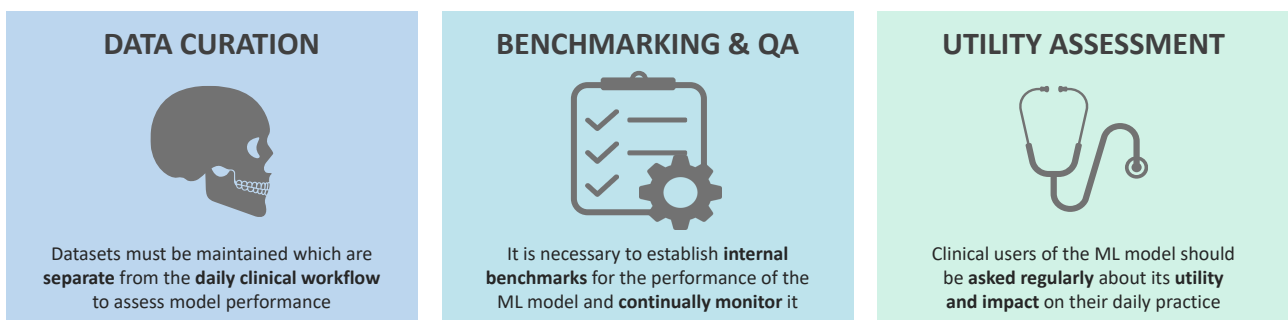 DATA CURATION
Datasets must be maintained which are
separate from the daily clinical workflow
to assess model performance
BENCHMARKING & QA
It is necessary to establish internal
benchmarks for the performance of the
ML model and continually monitor it
UTILITY ASSESSMENT
Clinical users of the ML model should
be asked regularly about its utility
and impact on their daily practice